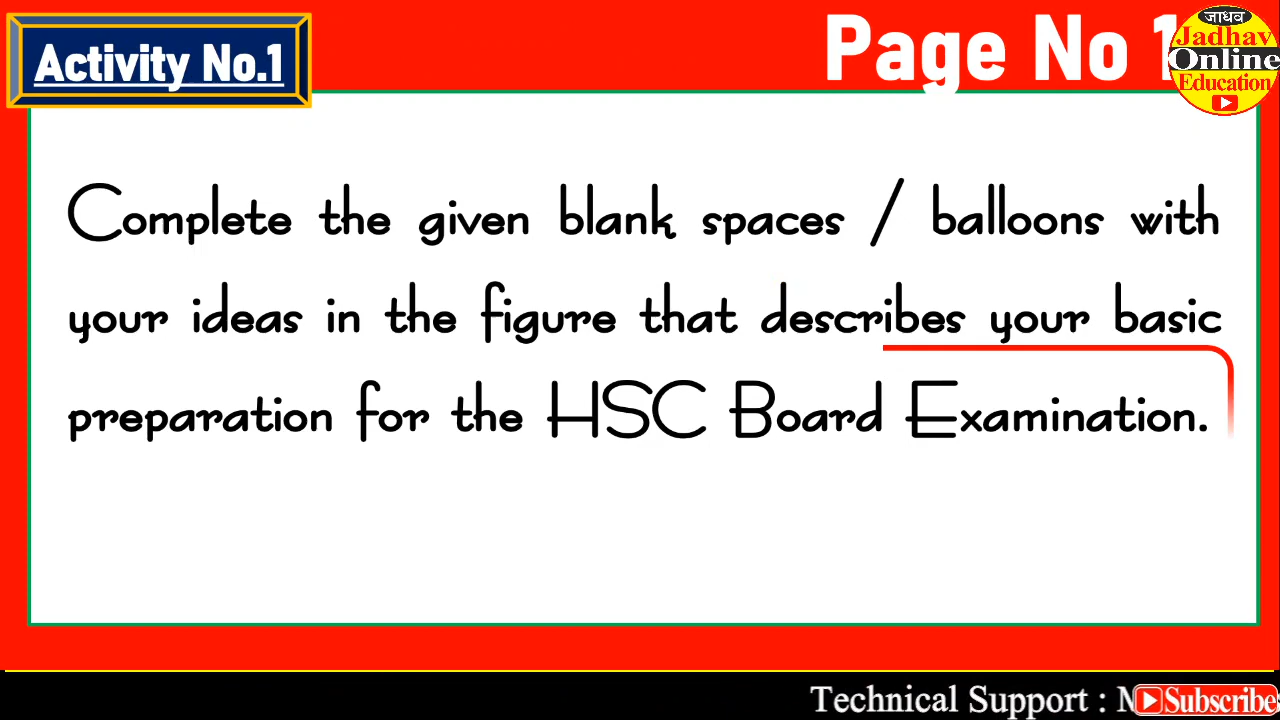 Activity No.1
Page No 1
जाधव
Jadhav
Online
Education
Complete the given blank spaces / balloons with
your ideas in the figure that describes your basic
preparation for the HSC Board Examination.
Technical Support :
Subscribe